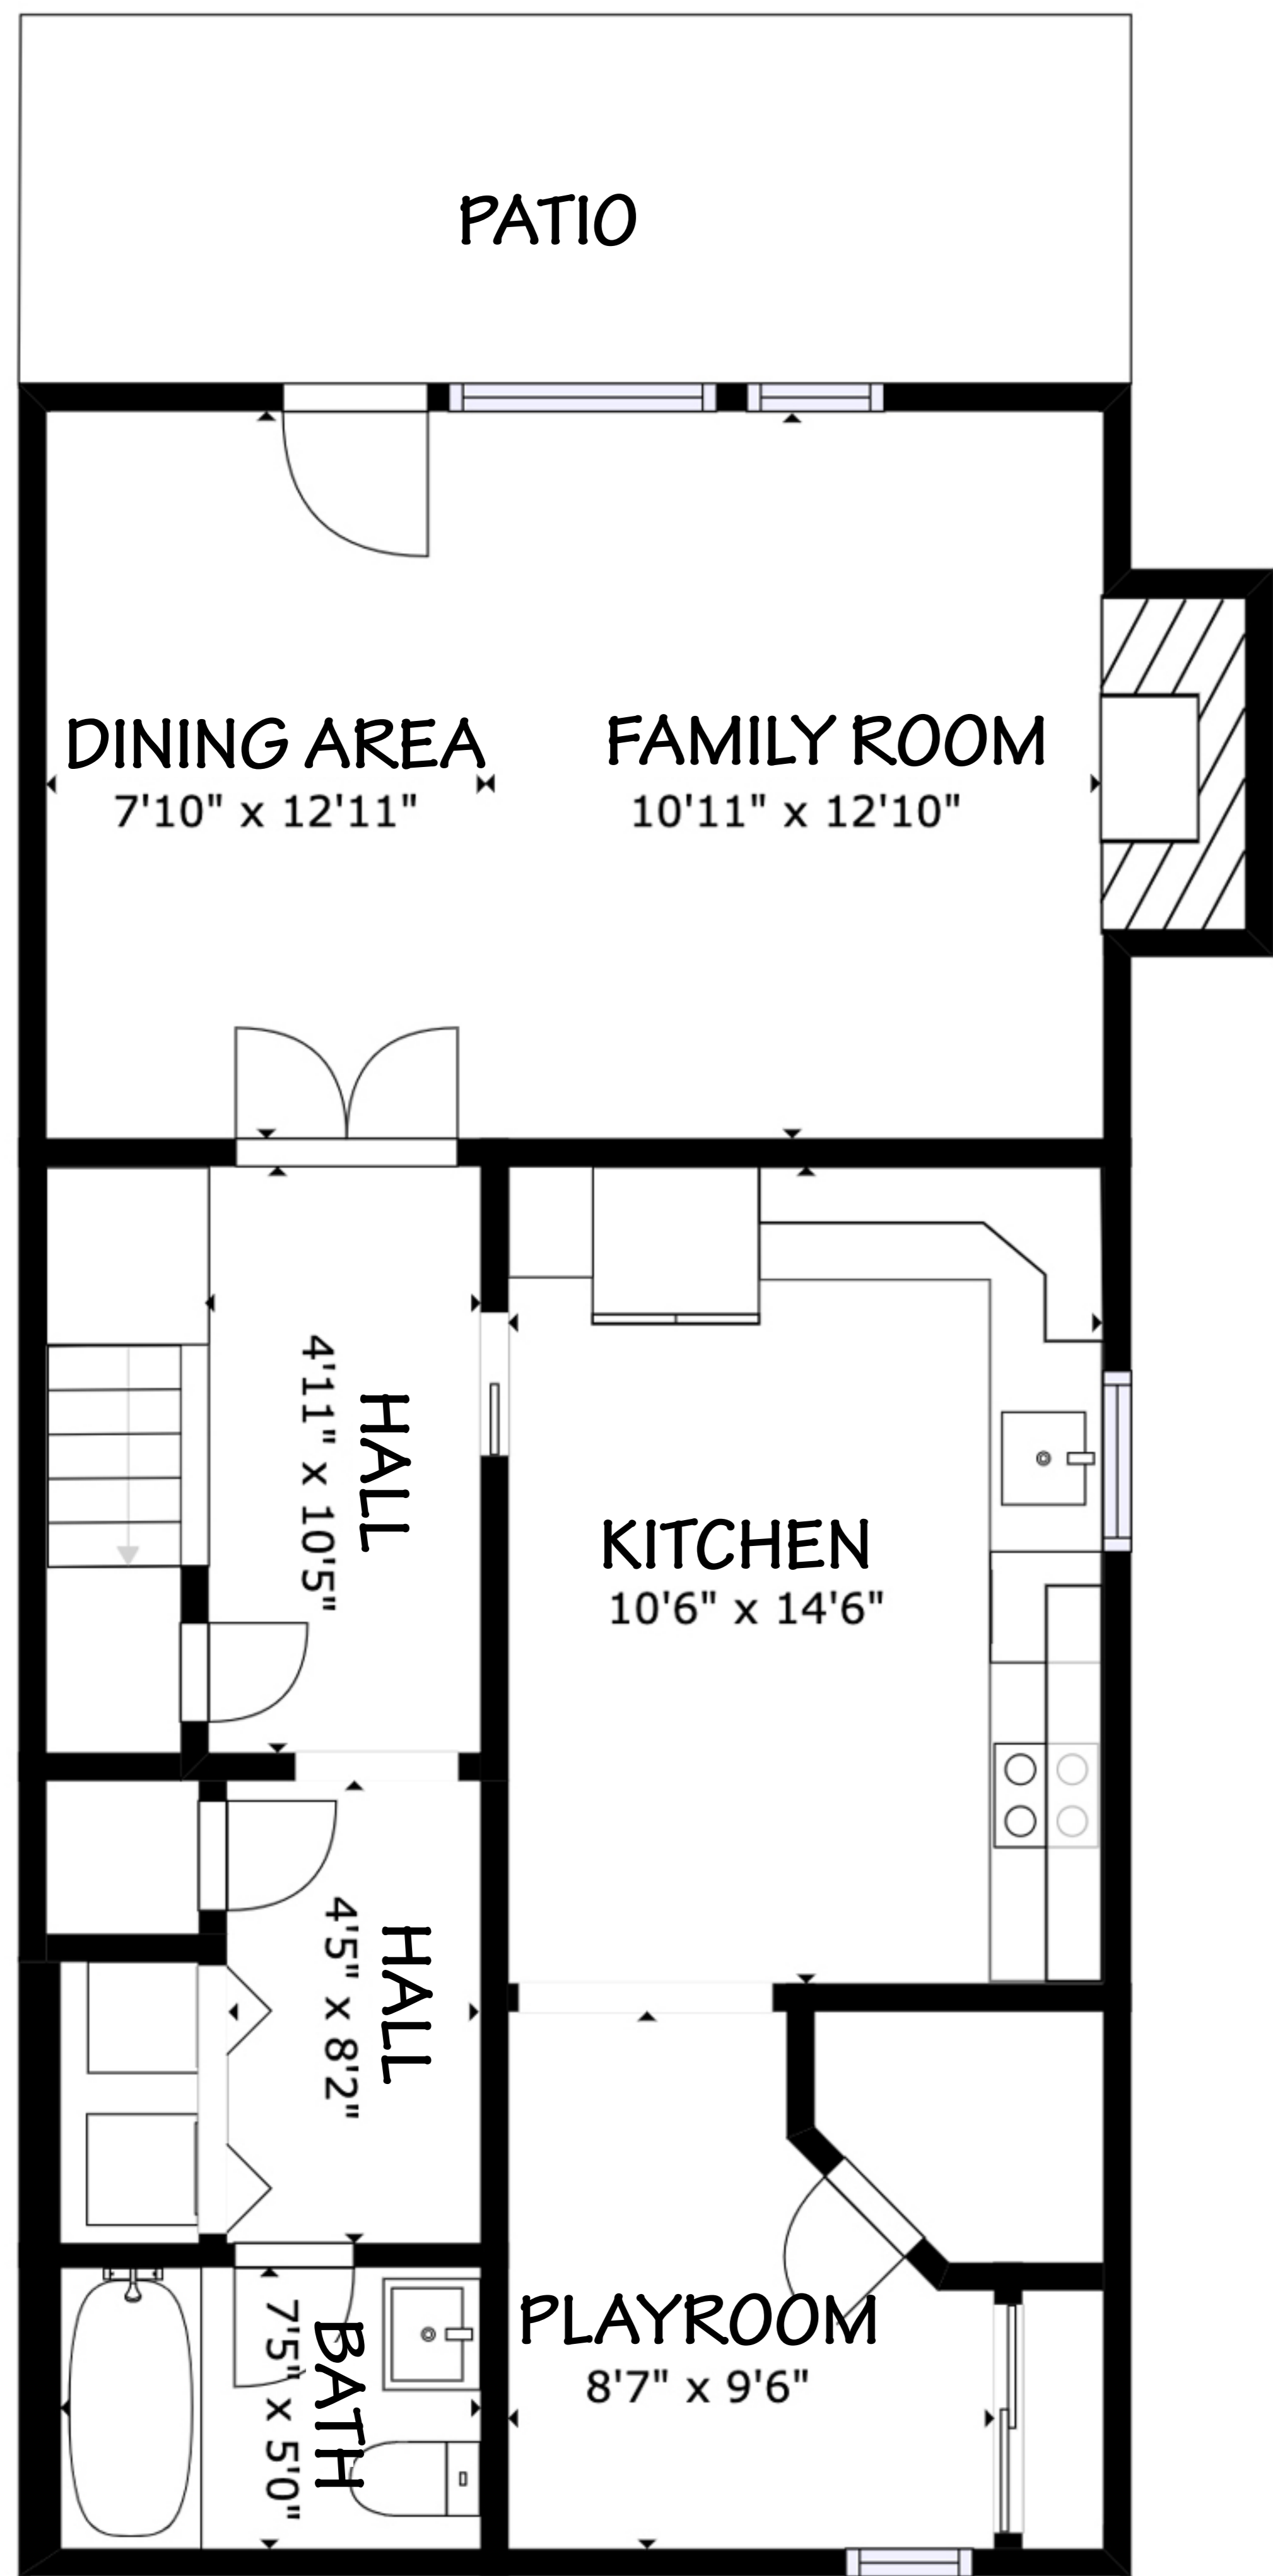 PATIO
DINING AREA
7'10" x 12'11"
FAMILY ROOM
10'11" x 12'10"
HALL
4'11" x 10'5"
KITCHEN
10'6" x 14'6"
HALL
4'5" x 8'2"
BATH
7'5" x 5'0"
PLAYROOM
8'7" x 9'6"